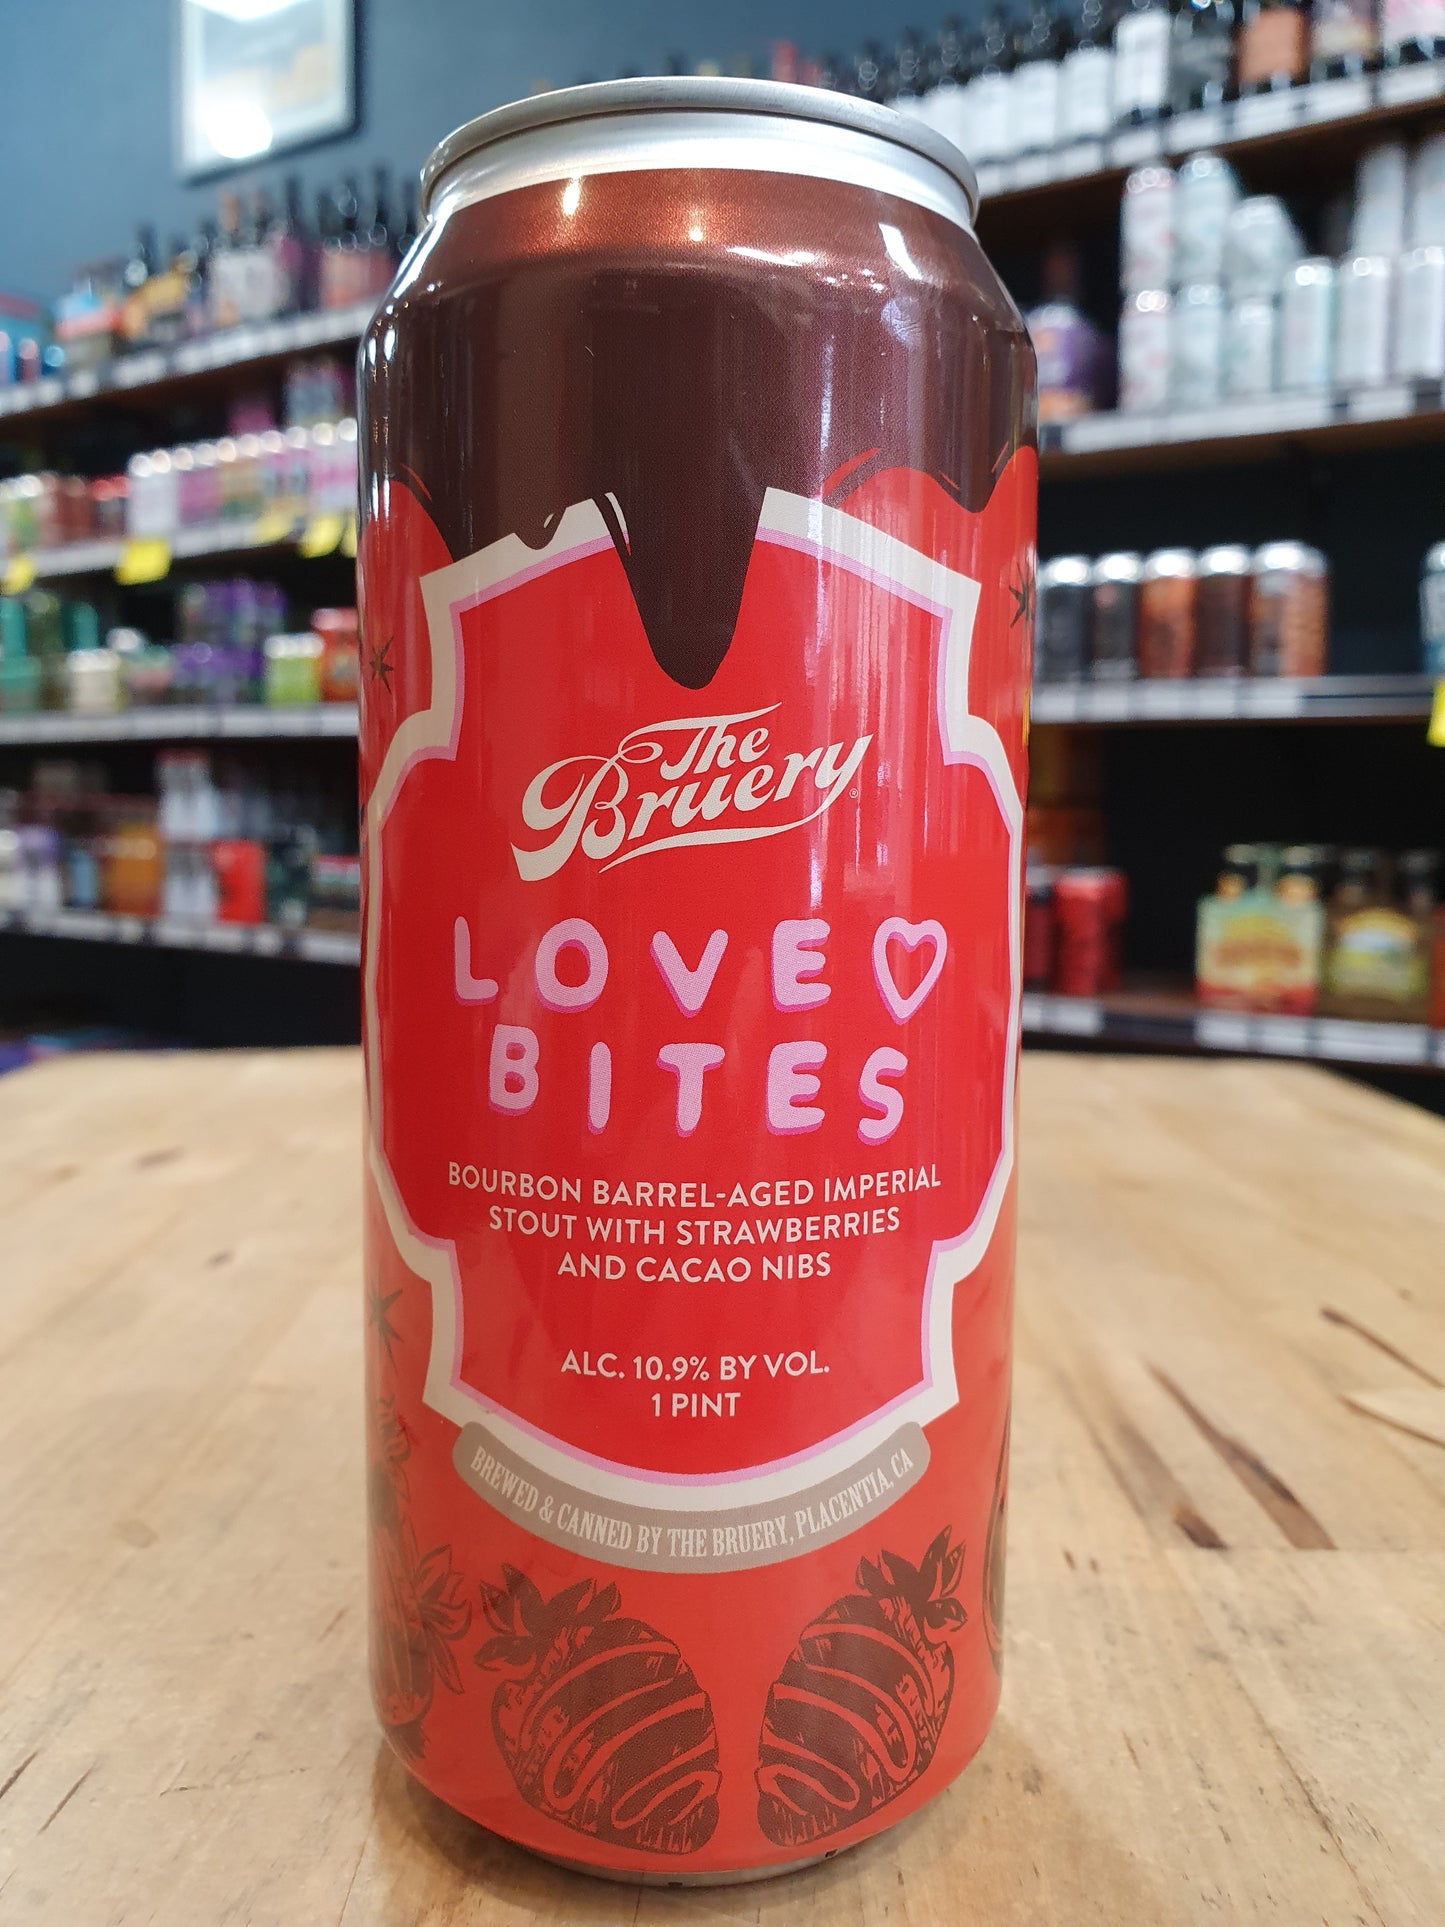 The
Bruery®
LOVE
BITES
BOURBON BARREL-AGED IMPERIAL
STOUT WITH STRAWBERRIES
AND CACAO NIBS
ALC. 10.9% BY VOL.
1 PINT
BREWED & CANNED BY THE BRUERY, PLACENTIA, CA